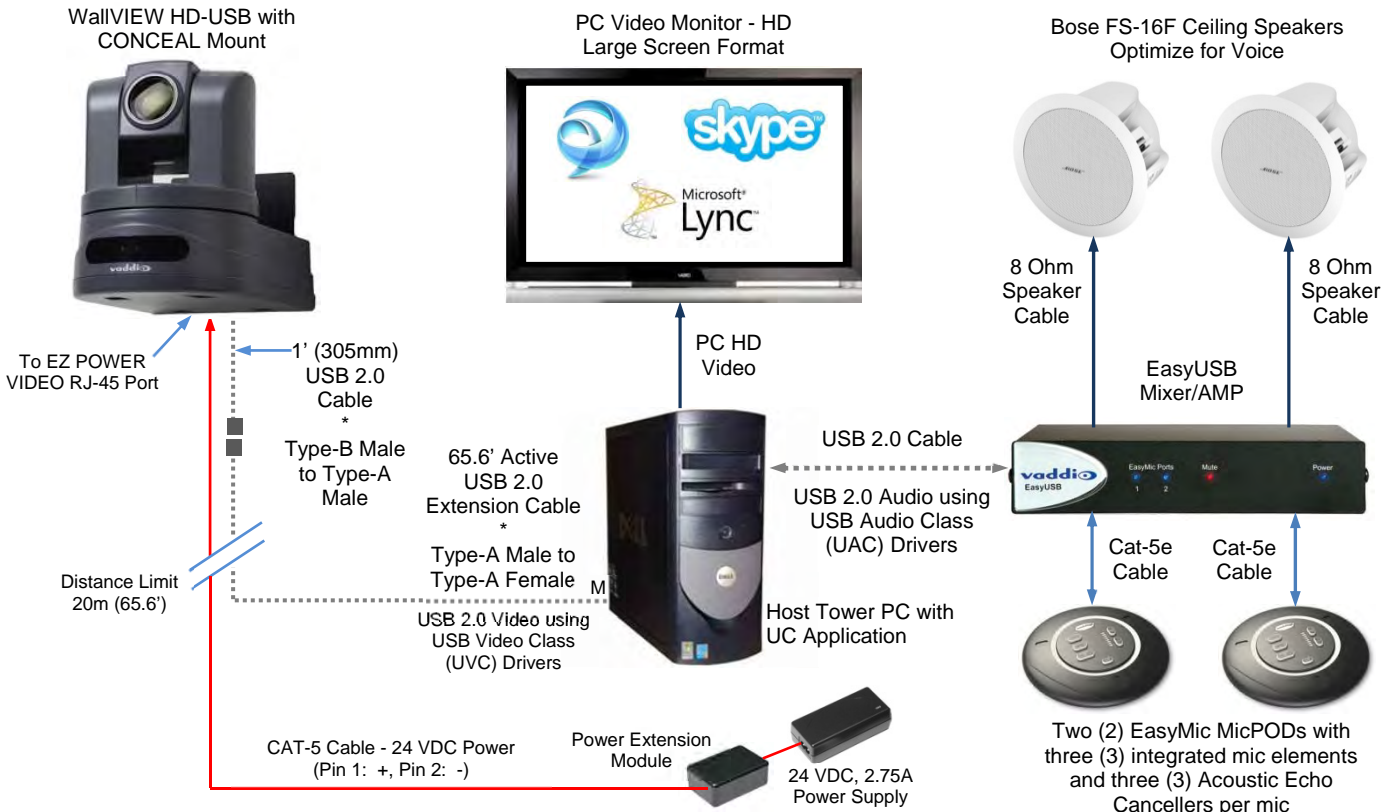 WallVIEW HD-USB with
CONCEAL Mount
PC Video Monitor - HD
Large Screen Format
Bose FS-16F Ceiling Speakers
Optimize for Voice
skype™
Microsoft®
Lync™
BOSE
BOSE
vaddio
8 Ohm
Speaker
Cable
8 Ohm
Speaker
Cable
To EZ POWER
VIDEO RJ-45 Port
1’ (305mm)
USB 2.0
Cable
*
Type-B Male
to Type-A
Male
PC HD
Video
EasyUSB
Mixer/AMP
65.6’ Active
USB 2.0
Extension Cable
*
Type-A Male to
Type-A Female
M
USB 2.0 Cable
USB 2.0 Audio using
USB Audio Class
(UAC) Drivers
vaddio
EasyUSB
EasyMic Ports
1 2
Mute
Power
DELL
Cat-5e
Cable
Cat-5e
Cable
Distance Limit
20m (65.6’)
USB 2.0 Video using
USB Video Class
(UVC) Drivers
Host Tower PC with
UC Application
CAT-5 Cable - 24 VDC Power
(Pin 1: +, Pin 2: -)
Power Extension
Module
24 VDC, 2.75A
Power Supply
Two (2) EasyMic MicPODs with
three (3) integrated mic elements
and three (3) Acoustic Echo
Cancellers per mic